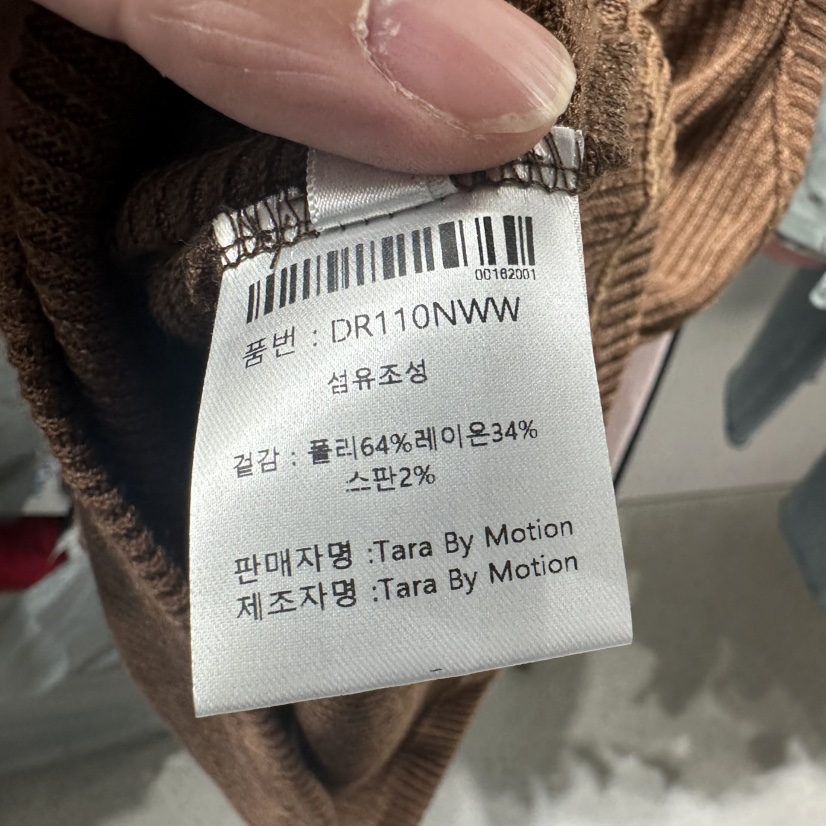 00162001
품번 : DR110NWW
섬유조성
겉감 : 폴리64%레이온34%
스판2%
판매자명 :Tara By Motion
제조자명 :Tara By Motion